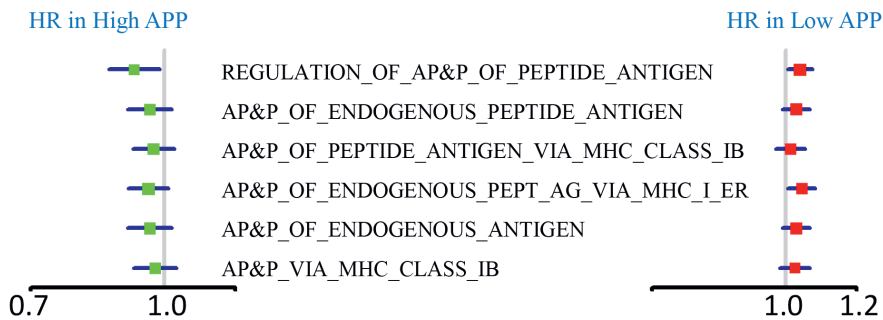 HR in High APP
HR in Low APP
REGULATION_OF_AP&P_OF_PEPTIDE_ANTIGEN
AP&P_OF_ENDOGENOUS_PEPTIDE_ANTIGEN
AP&P_OF_PEPTIDE_ANTIGEN_VIA_MHC_CLASS_IB
AP&P_OF_ENDOGENOUS_PEPT_AG_VIA_MHC_I_ER
AP&P_OF_ENDOGENOUS_ANTIGEN
AP&P_VIA_MHC_CLASS_IB
0.7 1.0
1.0 1.2